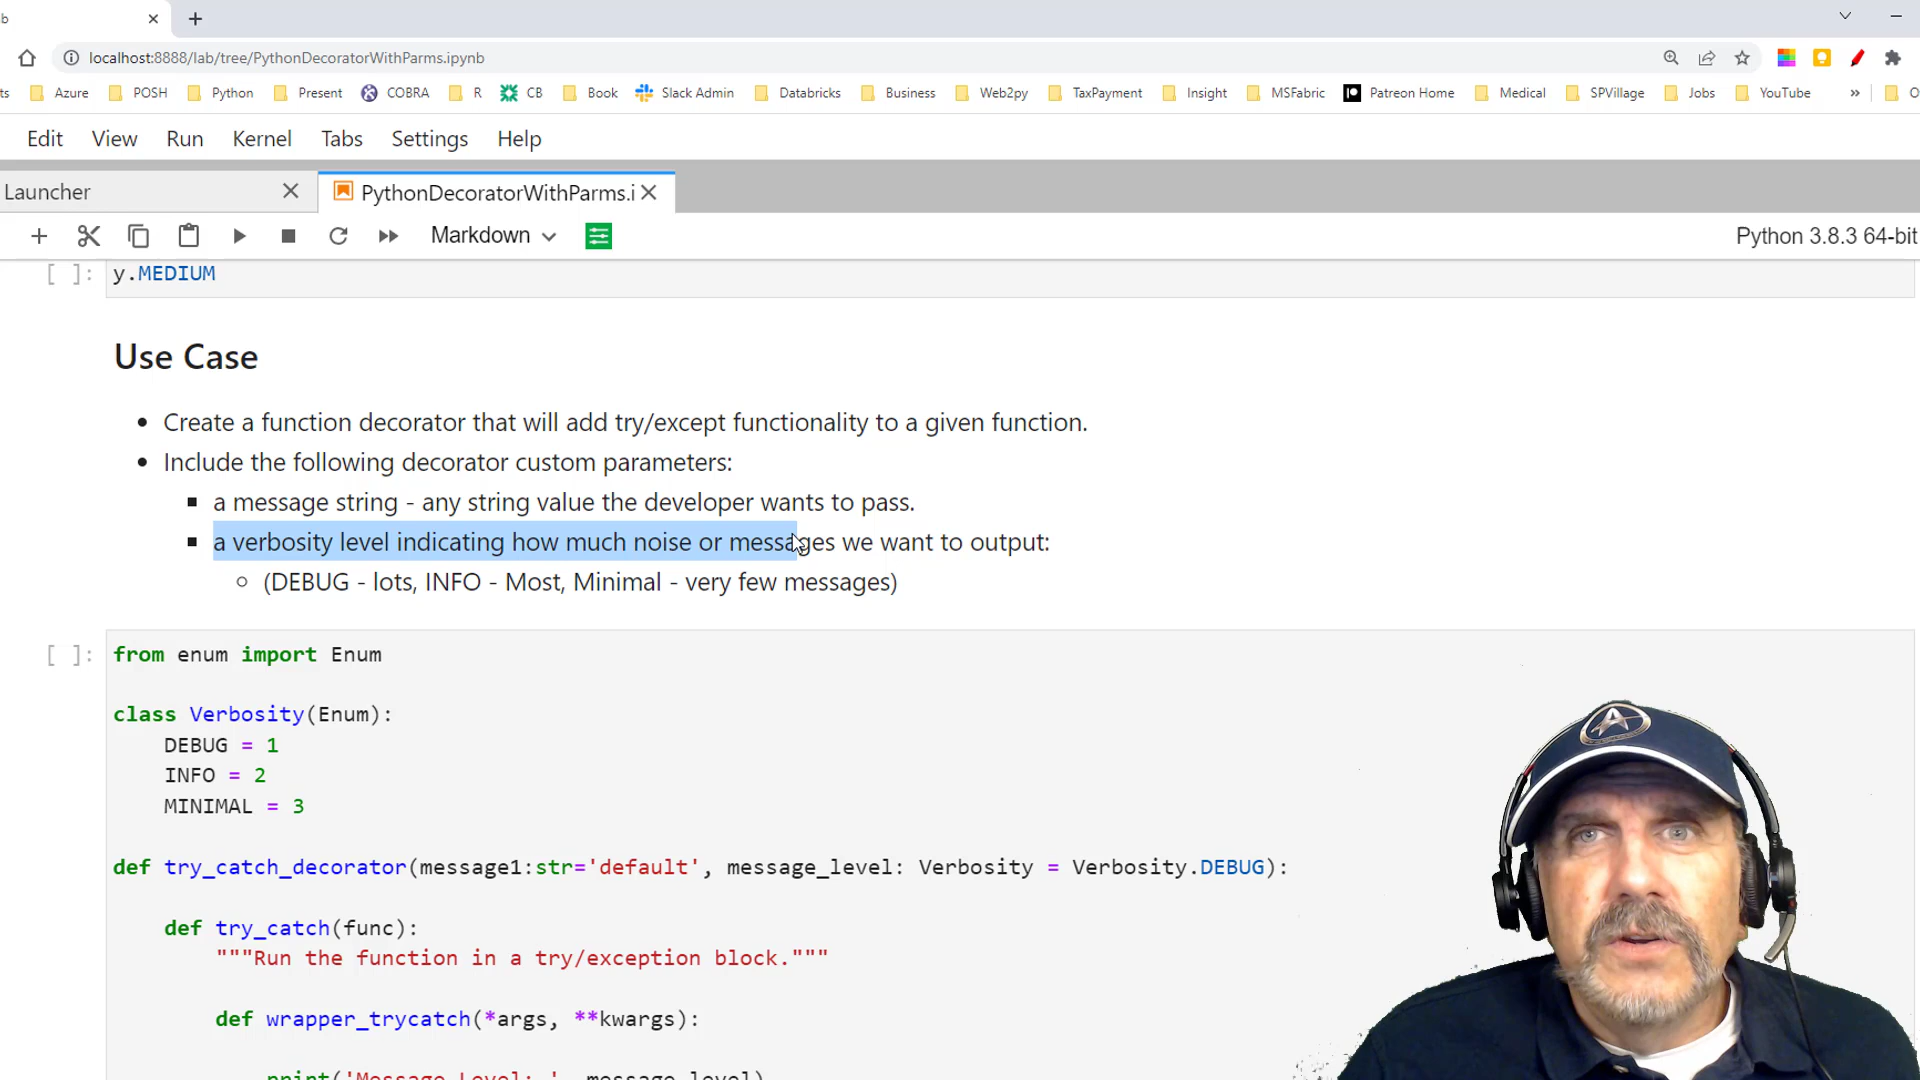 b
localhost:8888/lab/tree/PythonDecoratorWithParms.ipynb
ts Azure POSH Python Present COBRA R CB Book Slack Admin Databricks Business Web2py TaxPayment Insight MSFabric Patreon Home Medical SPVillage Jobs YouTube » O
Edit View Run Kernel Tabs Settings Help
Launcher PythonDecoratorWithParms.i
Markdown Python 3.8.3 64-bit
[ ]: y.MEDIUM
Use Case
• Create a function decorator that will add try/except functionality to a given function.
• Include the following decorator custom parameters:
▪ a message string - any string value the developer wants to pass.
▪ a verbosity level indicating how much noise or messages we want to output:
○ (DEBUG - lots, INFO - Most, Minimal - very few messages)
[ ]: from enum import Enum
class Verbosity(Enum):
DEBUG = 1
INFO = 2
MINIMAL = 3
def try_catch_decorator(message1:str='default', message_level: Verbosity = Verbosity.DEBUG):
def try_catch(func):
"""Run the function in a try/exception block."""
def wrapper_trycatch(*args, **kwargs):
print('Message Level: ', message_level)